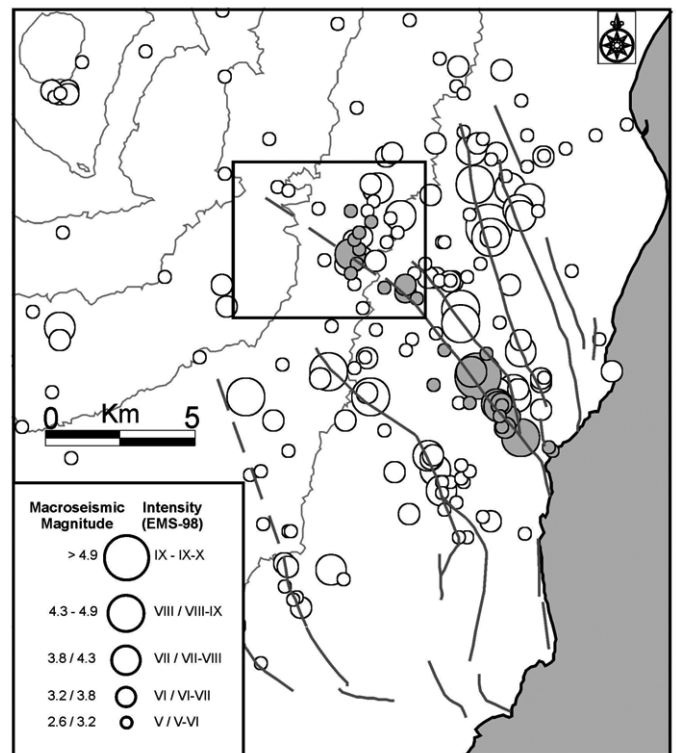 Km
0 5
Macroseismic Intensity
Magnitude (EMS-98)
> 4.9 IX - IX-X
4.3 - 4.9 VIII / VIII-IX
3.8 / 4.3 VII / VII-VIII
3.2 / 3.8 VI / VI-VII
2.6 / 3.2 V / V-VI